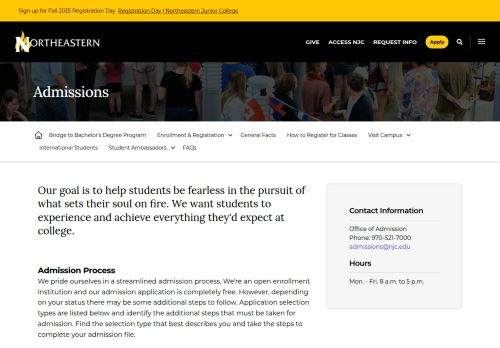 Sign up for Fall 2025 Registration Day Registration Day | Northeastern Junior College
NORTHEASTERN
GIVE ACCESS NJC REQUEST INFO Apply
Admissions
Bridge to Bachelor's Degree Program Enrollment & Registration General Facts How to Register for Classes Visit Campus
International Students Student Ambassadors FAQs
Our goal is to help students be fearless in the pursuit of
what sets their soul on fire. We want students to
experience and achieve everything they'd expect at
college.
Contact Information
Office of Admission
Phone: 970-521-7000
admissions@njc.edu
Hours
Mon. - Fri. 8 a.m. to 5 p.m.
Admission Process
We pride ourselves in a streamlined admission process. We're an open enrollment
institution and our admission application is completely free. However, depending
on your status there may be some additional steps to follow. Application selection
types are listed below and identify the additional steps that must be taken for
admission. Find the selection type that best describes you and take the steps to
complete your admission file.